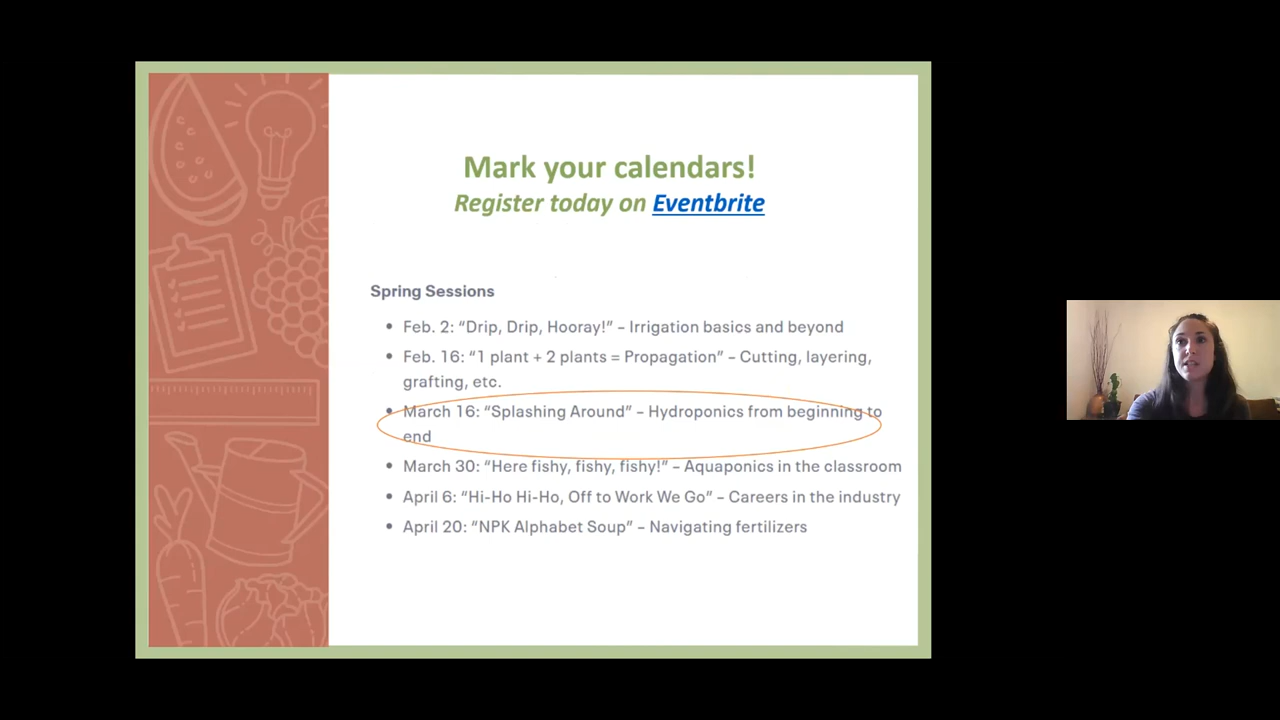 Mark your calendars!
Register today on Eventbrite
Spring Sessions
• Feb. 2: “Drip, Drip, Hooray!” – Irrigation basics and beyond
• Feb. 16: “1 plant + 2 plants = Propagation” – Cutting, layering,
grafting, etc.
• March 16: “Splashing Around” – Hydroponics from beginning to
end
• March 30: “Here fishy, fishy, fishy!” – Aquaponics in the classroom
• April 6: “Hi-Ho Hi-Ho, Off to Work We Go” – Careers in the industry
• April 20: “NPK Alphabet Soup” – Navigating fertilizers